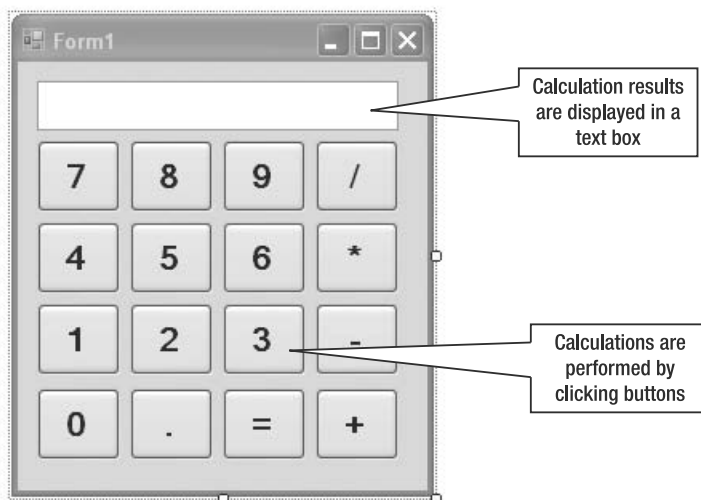 Form1
Calculation results
are displayed in a
text box
7 8 9 /
4 5 6 *
1 2 3 -
Calculations are
performed by
clicking buttons
0 . = +